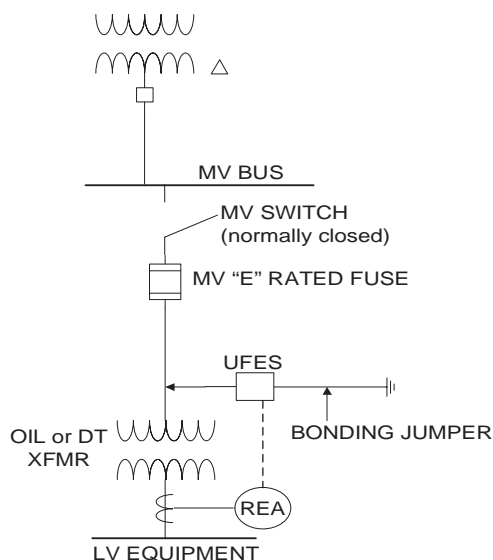 MV BUS
MV SWITCH
(normally closed)
MV “E” RATED FUSE
UFES
OIL or DT
XFMR
BONDING JUMPER
REA
LV EQUIPMENT